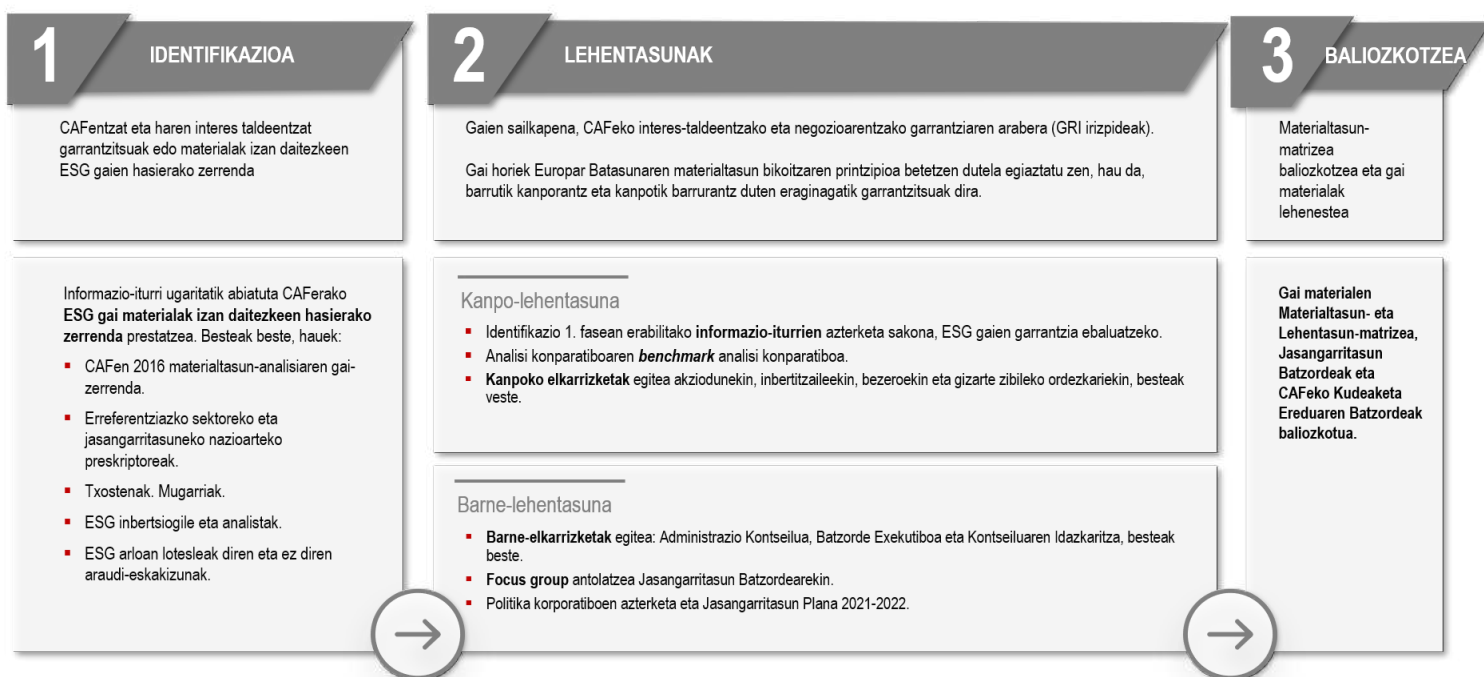 1
IDENTIFIKAZIOA
CAFentzat eta haren interes taldeentzat
garrantzitsuak edo materialak izan daitezkeen
ESG gaien hasierako zerrenda
Informazio-iturri ugaritatik abiatuta CAFerako
ESG gai materialak izan daitezkeen hasierako
zerrenda prestatzea. Besteak beste, hauek:
▪ CAFen 2016 materialtasun-analisiaren gai-
zerrenda.
▪ Erreferentziazko sektoreko eta
jasangarritasuneko nazioarteko
preskriptoreak.
▪ Txostenak. Mugarriak.
▪ ESG inbertsiogile eta analistak.
▪ ESG arloan lotesleak diren eta ez diren
araudi-eskakizunak.
2
LEHENTASUNAK
Gaien sailkapena, CAFeko interes-taldeentzako eta negozioarentzako garrantziaren arabera (GRI irizpideak).
Gai horiek Europar Batasunaren materialtasun bikoitzaren printzipioa betetzen dutela egiaztatu zen, hau da,
barrutik kanporantz eta kanpotik barrurantz duten eraginagatik garrantzitsuak dira.
Kanpo-lehentasuna
▪ Identifikazio 1. fasean erabilitako informazio-iturrien azterketa sakona, ESG gaien garrantzia ebaluatzeko.
▪ Analisi konparatiboaren benchmark analisi konparatiboa.
▪ Kanpoko elkarrizketak egitea akziodunekin, inbertitzaileekin, bezeroekin eta gizarte zibileko ordezkariekin, besteak
veste.
Barne-lehentasuna
▪ Barne-elkarrizketak egitea: Administrazio Kontseilua, Batzorde Exekutiboa eta Kontseiluaren Idazkaritza, besteak
beste.
▪ Focus group antolatzea Jasangarritasun Batzordearekin.
▪ Politika korporatiboen azterketa eta Jasangarritasun Plana 2021-2022.
3
BALIOZKOTZEA
Materialtasun-
matrizea
baliozkotzea eta gai
materialak
lehenestea
Gai materialen
Materialtasun- eta
Lehentasun-matrizea,
Jasangarritasun
Batzordeak eta
CAFeko Kudeaketa
Ereduaren Batzordeak
baliozkotua.